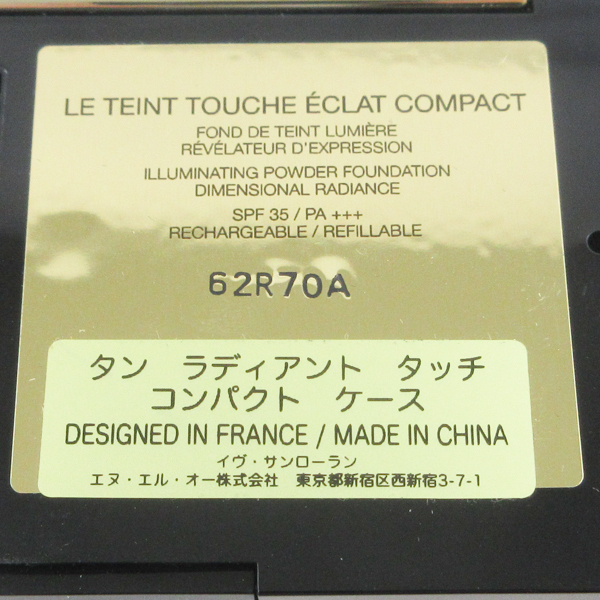 LE TEINT TOUCHE ÉCLAT COMPACT
FOND DE TEINT LUMIÈRE
RÉVÉLATEUR D'EXPRESSION
ILLUMINATING POWDER FOUNDATION
DIMENSIONAL RADIANCE
SPF 35 / PA +++
RECHARGEABLE / REFILLABLE
62R70A
タン ラディアント タッチ
コンパクト ケース
DESIGNED IN FRANCE / MADE IN CHINA
イヴ・サンローラン
エヌ・エル・オー株式会社 東京都新宿区西新宿3-7-1